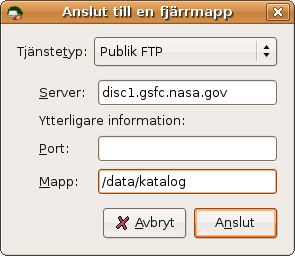 Anslut till en fjärrmapp
Tjänstetyp: Publik FTP
Server: disc1.gsfc.nasa.gov
Ytterligare information:
Port:
Mapp: /data/katalog
Avbryt Anslut